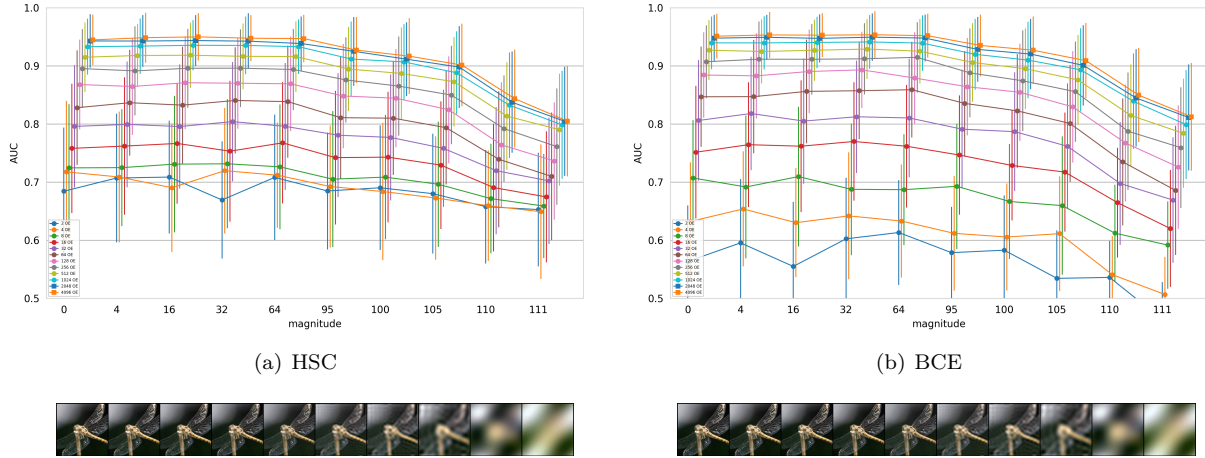 1.0
0.9
0.8
0.7
0.6
0.5
AUC
2 OE
4 OE
8 OE
16 OE
32 OE
64 OE
128 OE
256 OE
512 OE
1024 OE
2048 OE
4096 OE
0 4 16 32 64 95 100 105 110 111
magnitude
(a) HSC
1.0
0.9
0.8
0.7
0.6
0.5
AUC
2 OE
4 OE
8 OE
16 OE
32 OE
64 OE
128 OE
256 OE
512 OE
1024 OE
2048 OE
4096 OE
0 4 16 32 64 95 100 105 110 111
magnitude
(b) BCE